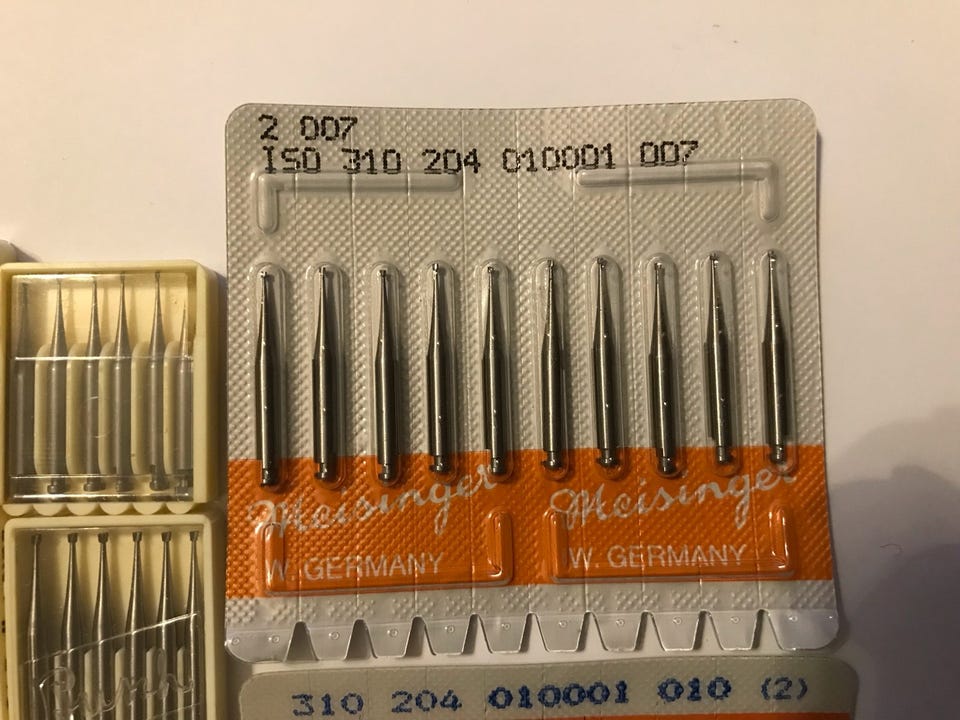 2 007
ISO 310 204 010001 007
Meisinger Meisinger
W. GERMANY W. GERMANY
310 204 010001 010 (2)